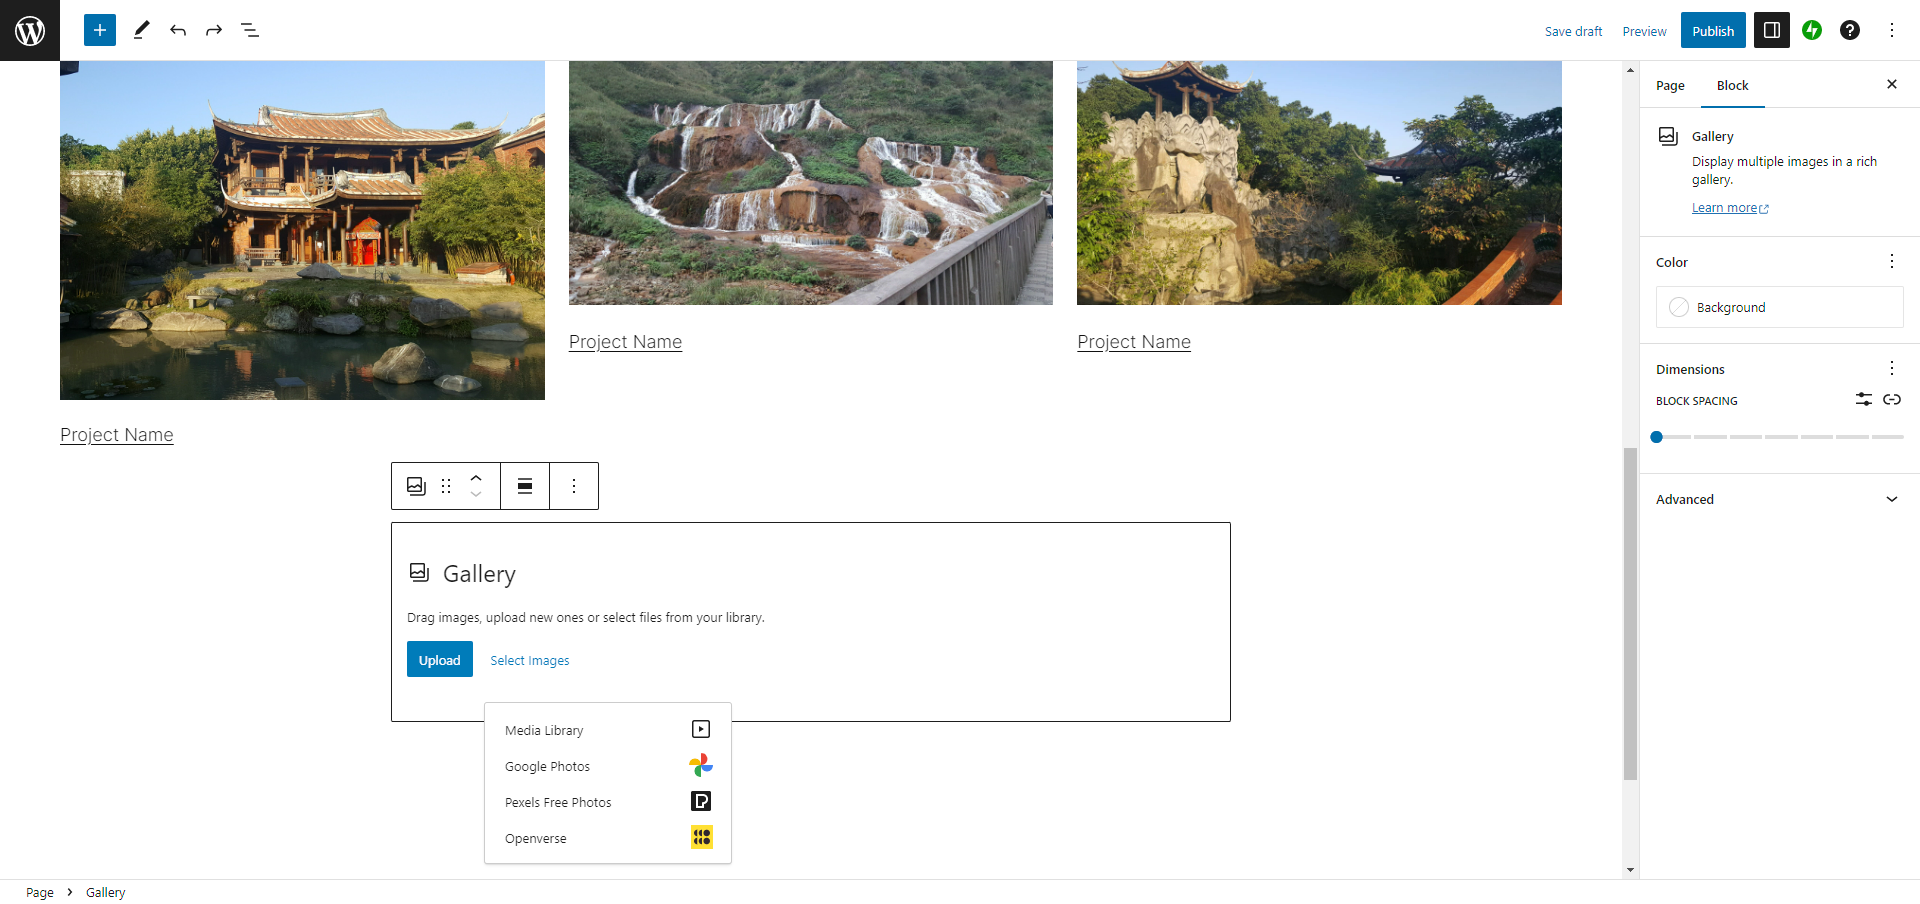 Save draft
Preview
Publish
Page
Block
Gallery
Display multiple images in a rich
gallery.
Learn more
Color
Background
Dimensions
BLOCK SPACING
Advanced
Project Name
Project Name
Project Name
Gallery
Drag images, upload new ones or select files from your library.
Upload
Select Images
Media Library
Google Photos
Pexels Free Photos
Openverse
Page > Gallery